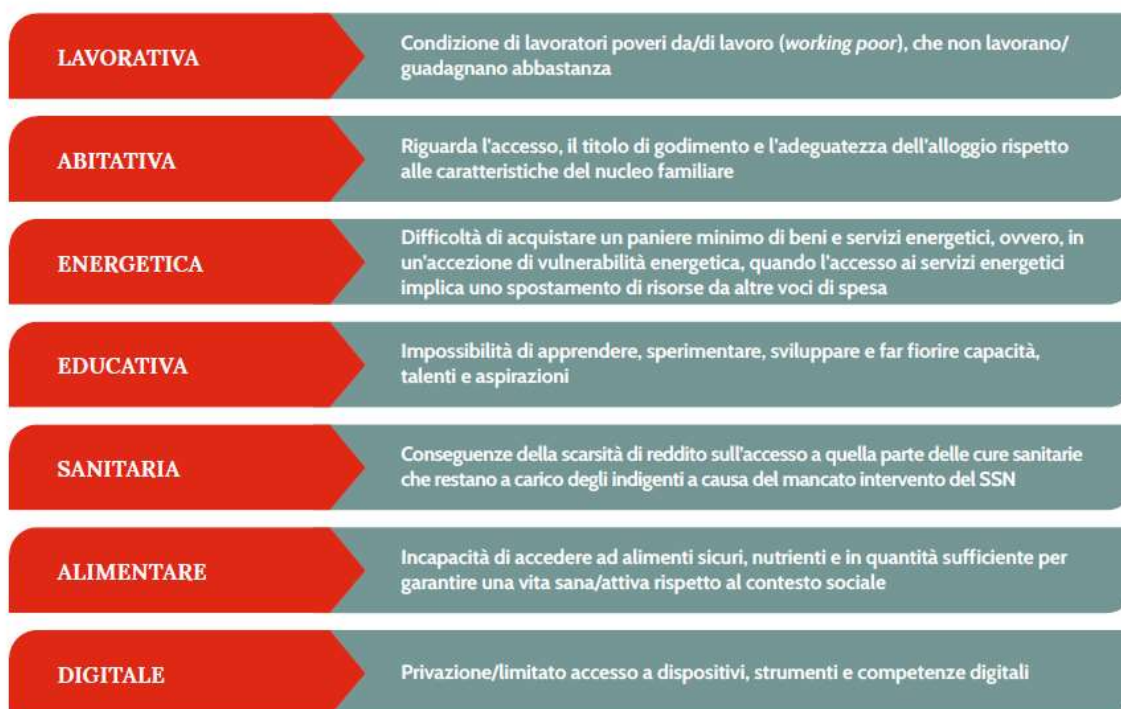 LAVORATIVA
Condizione di lavoratori poveri da/di lavoro (working poor), che non lavorano/
guadagnano abbastanza
ABITATIVA
Riguarda l'accesso, il titolo di godimento e l'adeguatezza dell'alloggio rispetto
alle caratteristiche del nucleo familiare
ENERGETICA
Difficoltà di acquistare un paniere minimo di beni e servizi energetici, ovvero, in
un'accezione di vulnerabilità energetica, quando l'accesso ai servizi energetici
implica uno spostamento di risorse da altre voci di spesa
EDUCATIVA
Impossibilità di apprendere, sperimentare, sviluppare e far fiorire capacità,
talenti e aspirazioni
SANITARIA
Conseguenze della scarsità di reddito sull'accesso a quella parte delle cure sanitarie
che restano a carico degli indigenti a causa del mancato intervento del SSN
ALIMENTARE
Incapacità di accedere ad alimenti sicuri, nutrienti e in quantità sufficiente per
garantire una vita sana/attiva rispetto al contesto sociale
DIGITALE
Privazione/limitato accesso a dispositivi, strumenti e competenze digitali